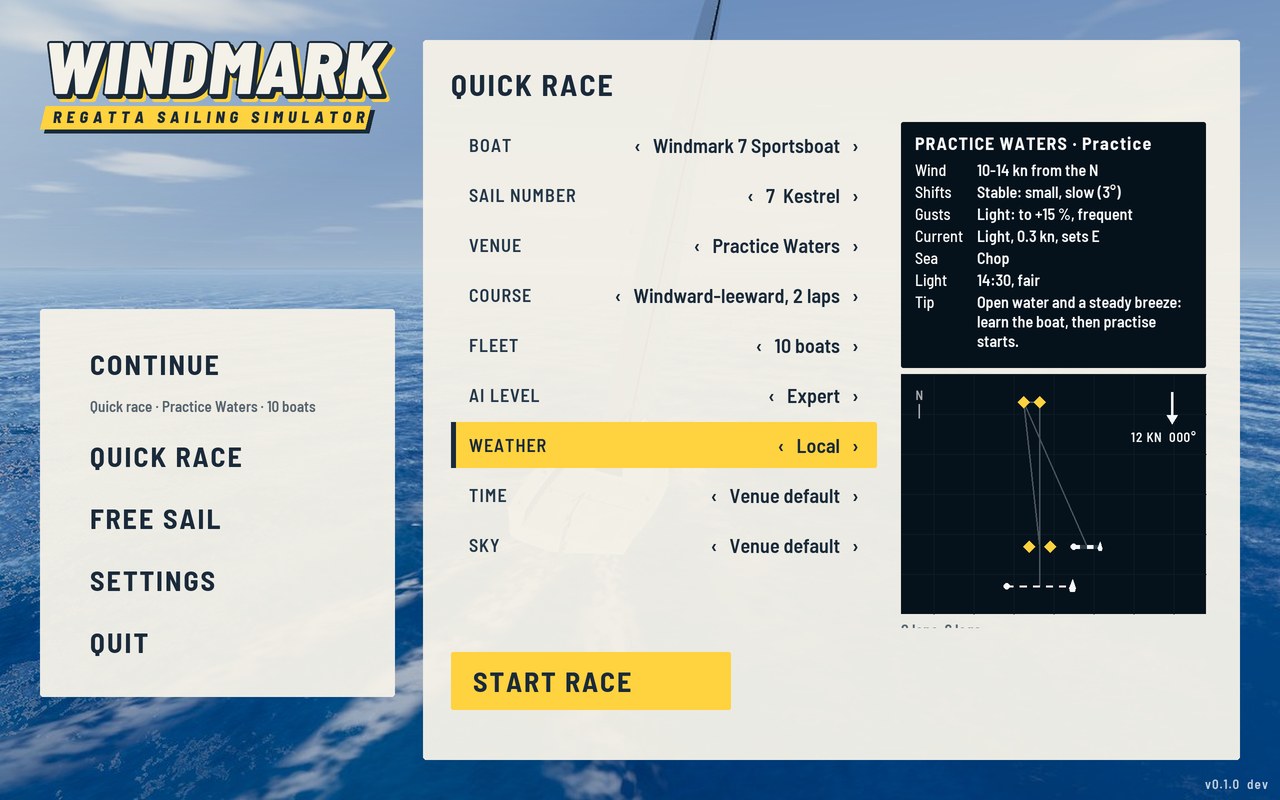 WINDMARK
REGATTA SAILING SIMULATOR
CONTINUE
Quick race · Practice Waters · 10 boats
QUICK RACE
FREE SAIL
SETTINGS
QUIT
QUICK RACE
BOAT ‹ Windmark 7 Sportsboat ›
SAIL NUMBER ‹ 7 Kestrel ›
VENUE ‹ Practice Waters ›
COURSE ‹ Windward-leeward, 2 laps ›
FLEET ‹ 10 boats ›
AI LEVEL ‹ Expert ›
WEATHER ‹ Local ›
TIME ‹ Venue default ›
SKY ‹ Venue default ›
START RACE
PRACTICE WATERS · Practice
Wind 10-14 kn from the N
Shifts Stable: small, slow (3°)
Gusts Light: to +15 %, frequent
Current Light, 0.3 kn, sets E
Sea Chop
Light 14:30, fair
Tip Open water and a steady breeze:
learn the boat, then practise
starts.
N
12 KN 000°
v0.1.0 dev